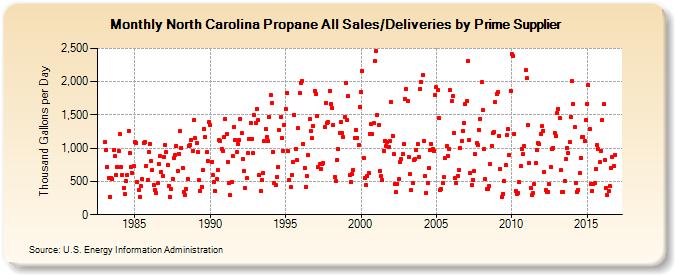 Monthly North Carolina Propane All Sales/Deliveries by Prime Supplier
Thousand Gallons per Day
2,500
2,000
1,500
1,000
500
0
1985 1990 1995 2000 2005 2010 2015
Source: U.S. Energy Information Administration